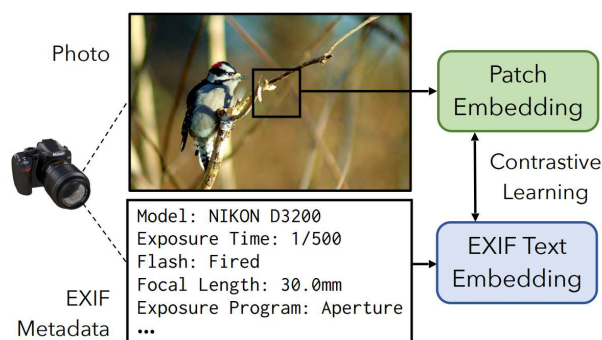 Photo
Patch
Embedding
Contrastive
Learning
Model: NIKON D3200
Exposure Time: 1/500
Flash: Fired
Focal Length: 30.0mm
Exposure Program: Aperture
...
EXIF
Metadata
EXIF Text
Embedding